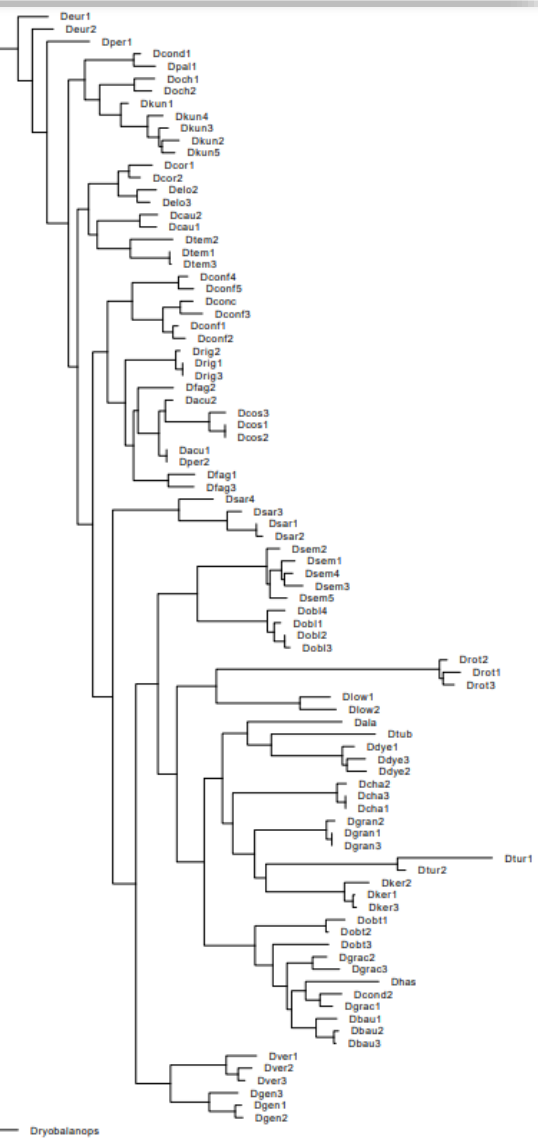 Deur1
Deur2
Dper1
Dcond1
Dpal1
Doch1
Doch2
Dkun1
Dkun4
Dkun3
Dkun2
Dkun5
Dcor1
Dcor2
Delo2
Delo3
Dcau2
Dcau1
Dtem2
Dtem1
Dtem3
Dconf4
Dconf5
Dconc
Dconf3
Dconf1
Dconf2
Drig2
Drig1
Drig3
Dfag2
Dacu2
Dcos3
Dcos1
Dcos2
Dacu1
Dper2
Dfag1
Dfag3
Dsar4
Dsar3
Dsar1
Dsar2
Dsem2
Dsem1
Dsem4
Dsem3
Dsem5
Dobl4
Dobl1
Dobl2
Dobl3
Drot2
Drot1
Drot3
Dlow1
Dlow2
Dala
Dtub
Ddye1
Ddye3
Ddye2
Dcha2
Dcha3
Dcha1
Dgran2
Dgran1
Dgran3
Dtur1
Dtur2
Dker2
Dker1
Dker3
Dobt1
Dobt2
Dobt3
Dgrac2
Dgrac3
Dhas
Dcond2
Dgrac1
Dbau1
Dbau2
Dbau3
Dver1
Dver2
Dver3
Dgen3
Dgen1
Dgen2
Dryobalanops